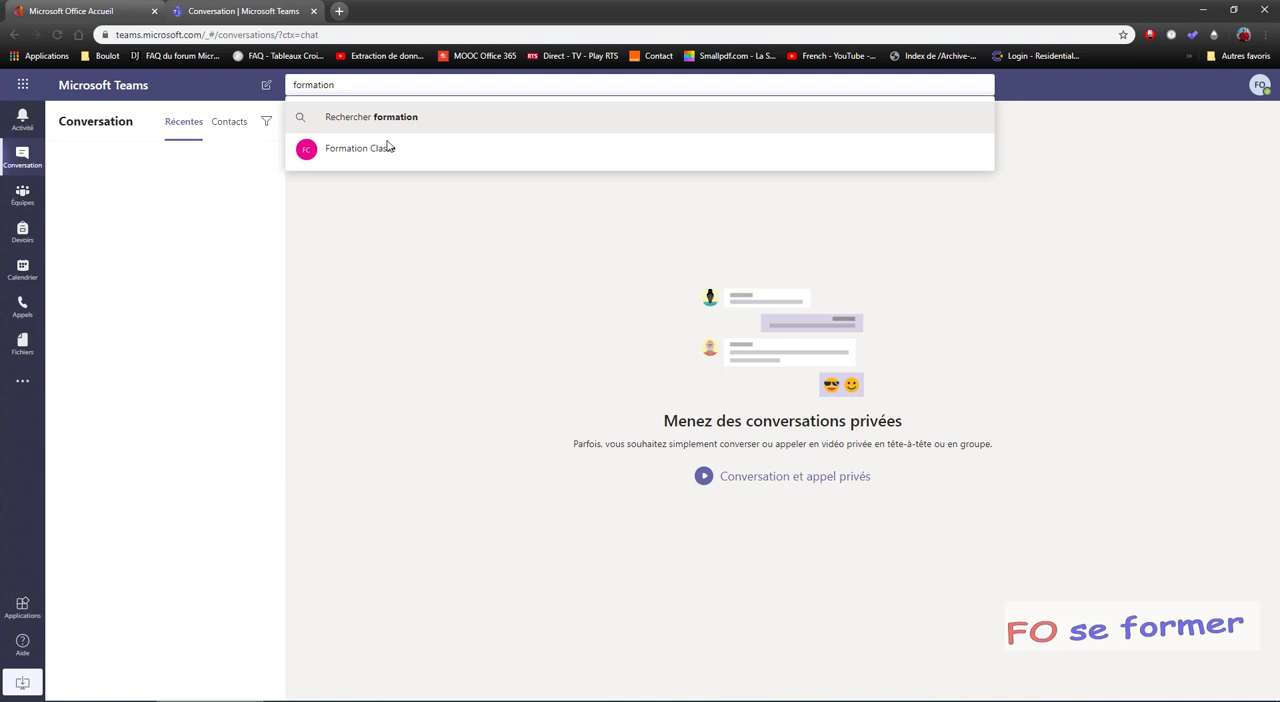 Microsoft Office Accueil
Conversation | Microsoft Teams
teams.microsoft.com/_#/conversations/?ctx=chat
Applications
Boulot
FAQ du forum Micr...
FAQ - Tableaux Croi...
Extraction de donn...
MOOC Office 365
Direct - TV - Play RTS
Contact
Smallpdf.com - La S...
French - YouTube -...
Index de /Archive-...
Login - Residential...
»
Autres favoris
Microsoft Teams
formation
FO
Activité
Conversation
Équipes
Devoirs
Calendrier
Appels
Fichiers
Applications
Aide
Conversation
Récentes
Contacts
Rechercher formation
FC
Formation
Menez des conversations privées
Parfois, vous souhaitez simplement converser ou appeler en vidéo privée en tête-à-tête ou en groupe.
Conversation et appel privés
FO se former